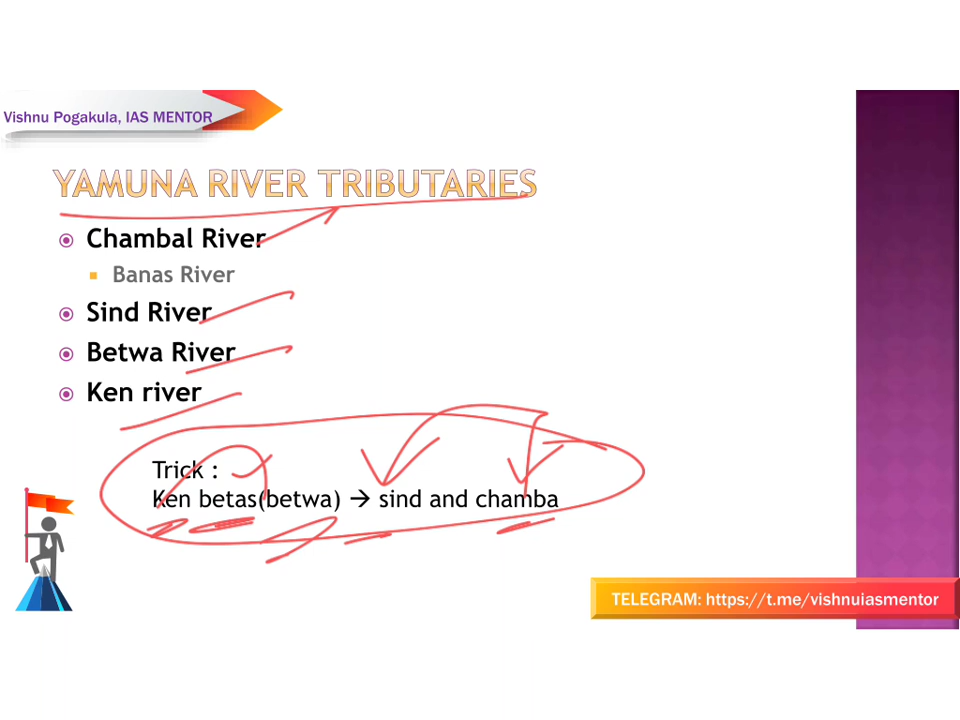 Vishnu Pogakula, IAS MENTOR
YAMUNA RIVER TRIBUTARIES
Chambal River
Banas River
Sind River
Betwa River
Ken river
Trick :
Ken betas(betwa) → sind and chamba
TELEGRAM: https://t.me/vishnuiasmentor